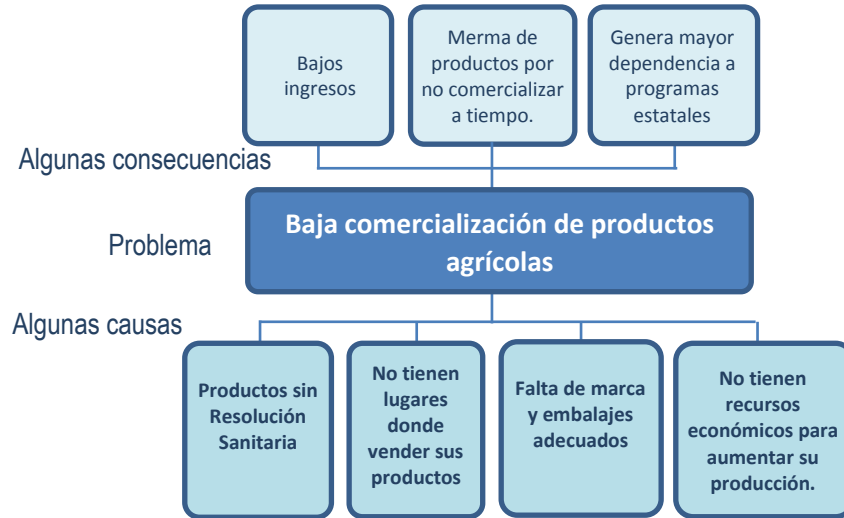 Bajos
ingresos
Merma de
productos por
no comercializar
a tiempo.
Genera mayor
dependencia a
programas
estatales
Algunas consecuencias
Problema
Baja comercialización de productos
agrícolas
Algunas causas
Productos sin
Resolución
Sanitaria
No tienen
lugares
donde
vender sus
productos
Falta de marca
y embalajes
adecuados
No tienen
recursos
económicos para
aumentar su
producción.